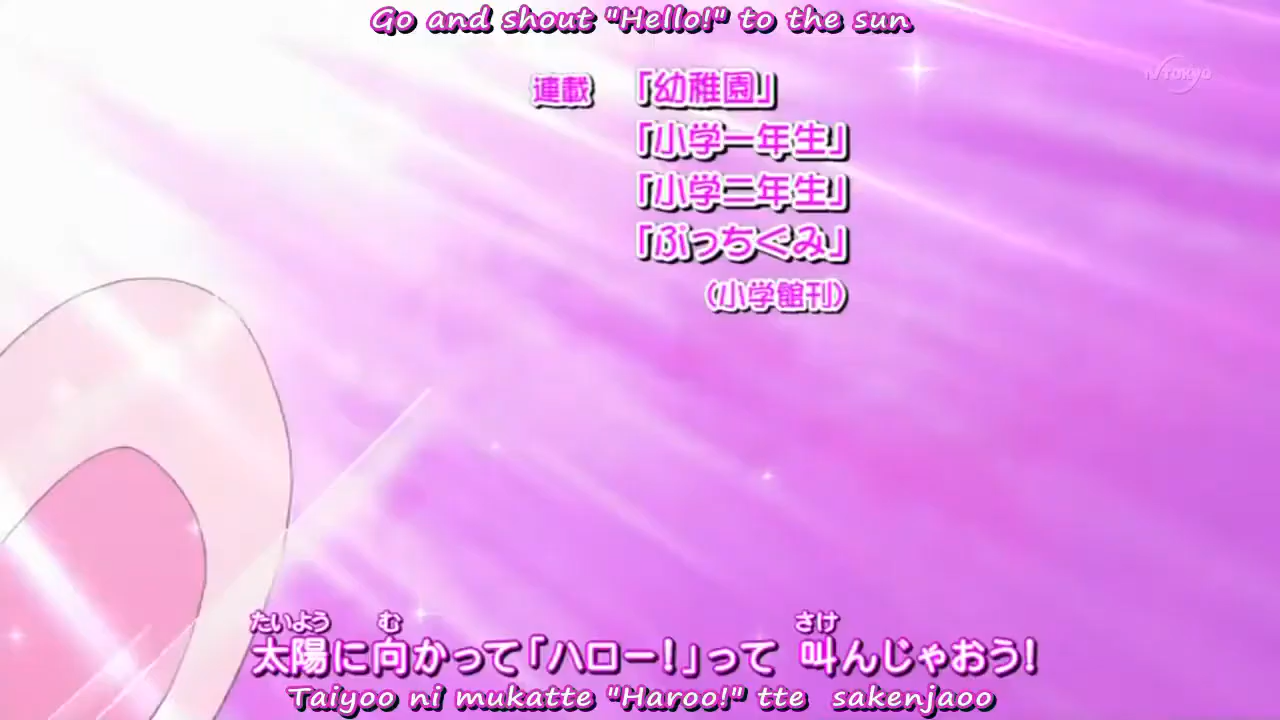 Go and shout "Hello!" to the sun
TV TOKYO
連載 「幼稚園」
「小学一年生」
「小学二年生」
「ぷっちぐみ」
(小学館刊)
たいよう む さけ
太陽に向かって「ハロー!」って 叫んじゃおう!
Taiyoo ni mukatte "Haroo!" tte sakenjaoo